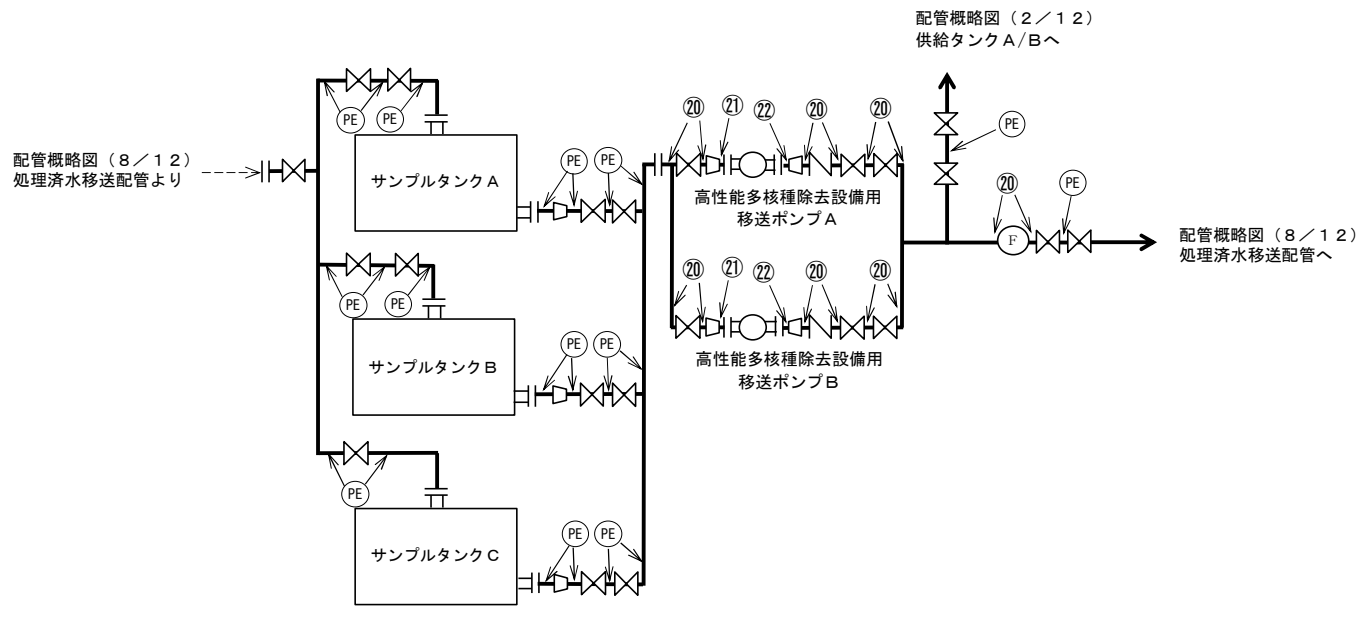 配管概略図（２／１２）
供給タンクＡ/Ｂへ
PE
PE
⑳
㉑
㉒
⑳
⑳
PE
配管概略図（８／１２）
処理済水移送配管より
サンプルタンクＡ
PE
PE
高性能多核種除去設備用
移送ポンプＡ
⑳
PE
F
配管概略図（８／１２）
処理済水移送配管へ
PE
PE
⑳
㉑
㉒
⑳
⑳
サンプルタンクＢ
PE
PE
高性能多核種除去設備用
移送ポンプＢ
PE
サンプルタンクＣ
PE
PE